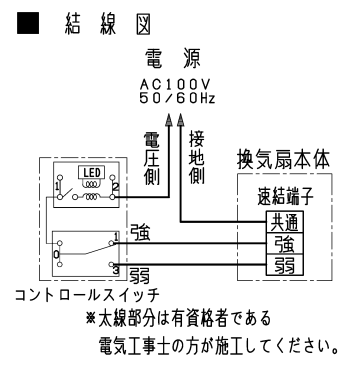 ■ 結線図
電源
AC100V
50/60Hz
電圧側
接地側
換気扇本体
LED
1
2
速結端子
共通
強
弱
強
弱
1
0
3
コントロールスイッチ
※太線部分は有資格者である
電気工事士の方が施工してください。